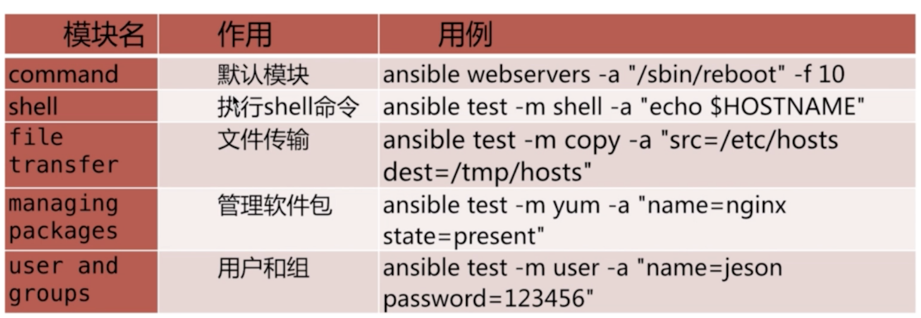 模块名 作用 用例
command 默认模块 ansible webservers -a "/sbin/reboot" -f 10
shell 执行shell命令 ansible test -m shell -a "echo $HOSTNAME"
file 文件传输 ansible test -m copy -a "src=/etc/hosts
transfer dest=/tmp/hosts"
managing 管理软件包 ansible test -m yum -a "name=nginx
packages state=present"
user and 用户和组 ansible test -m user -a "name=jeson
groups password=123456"